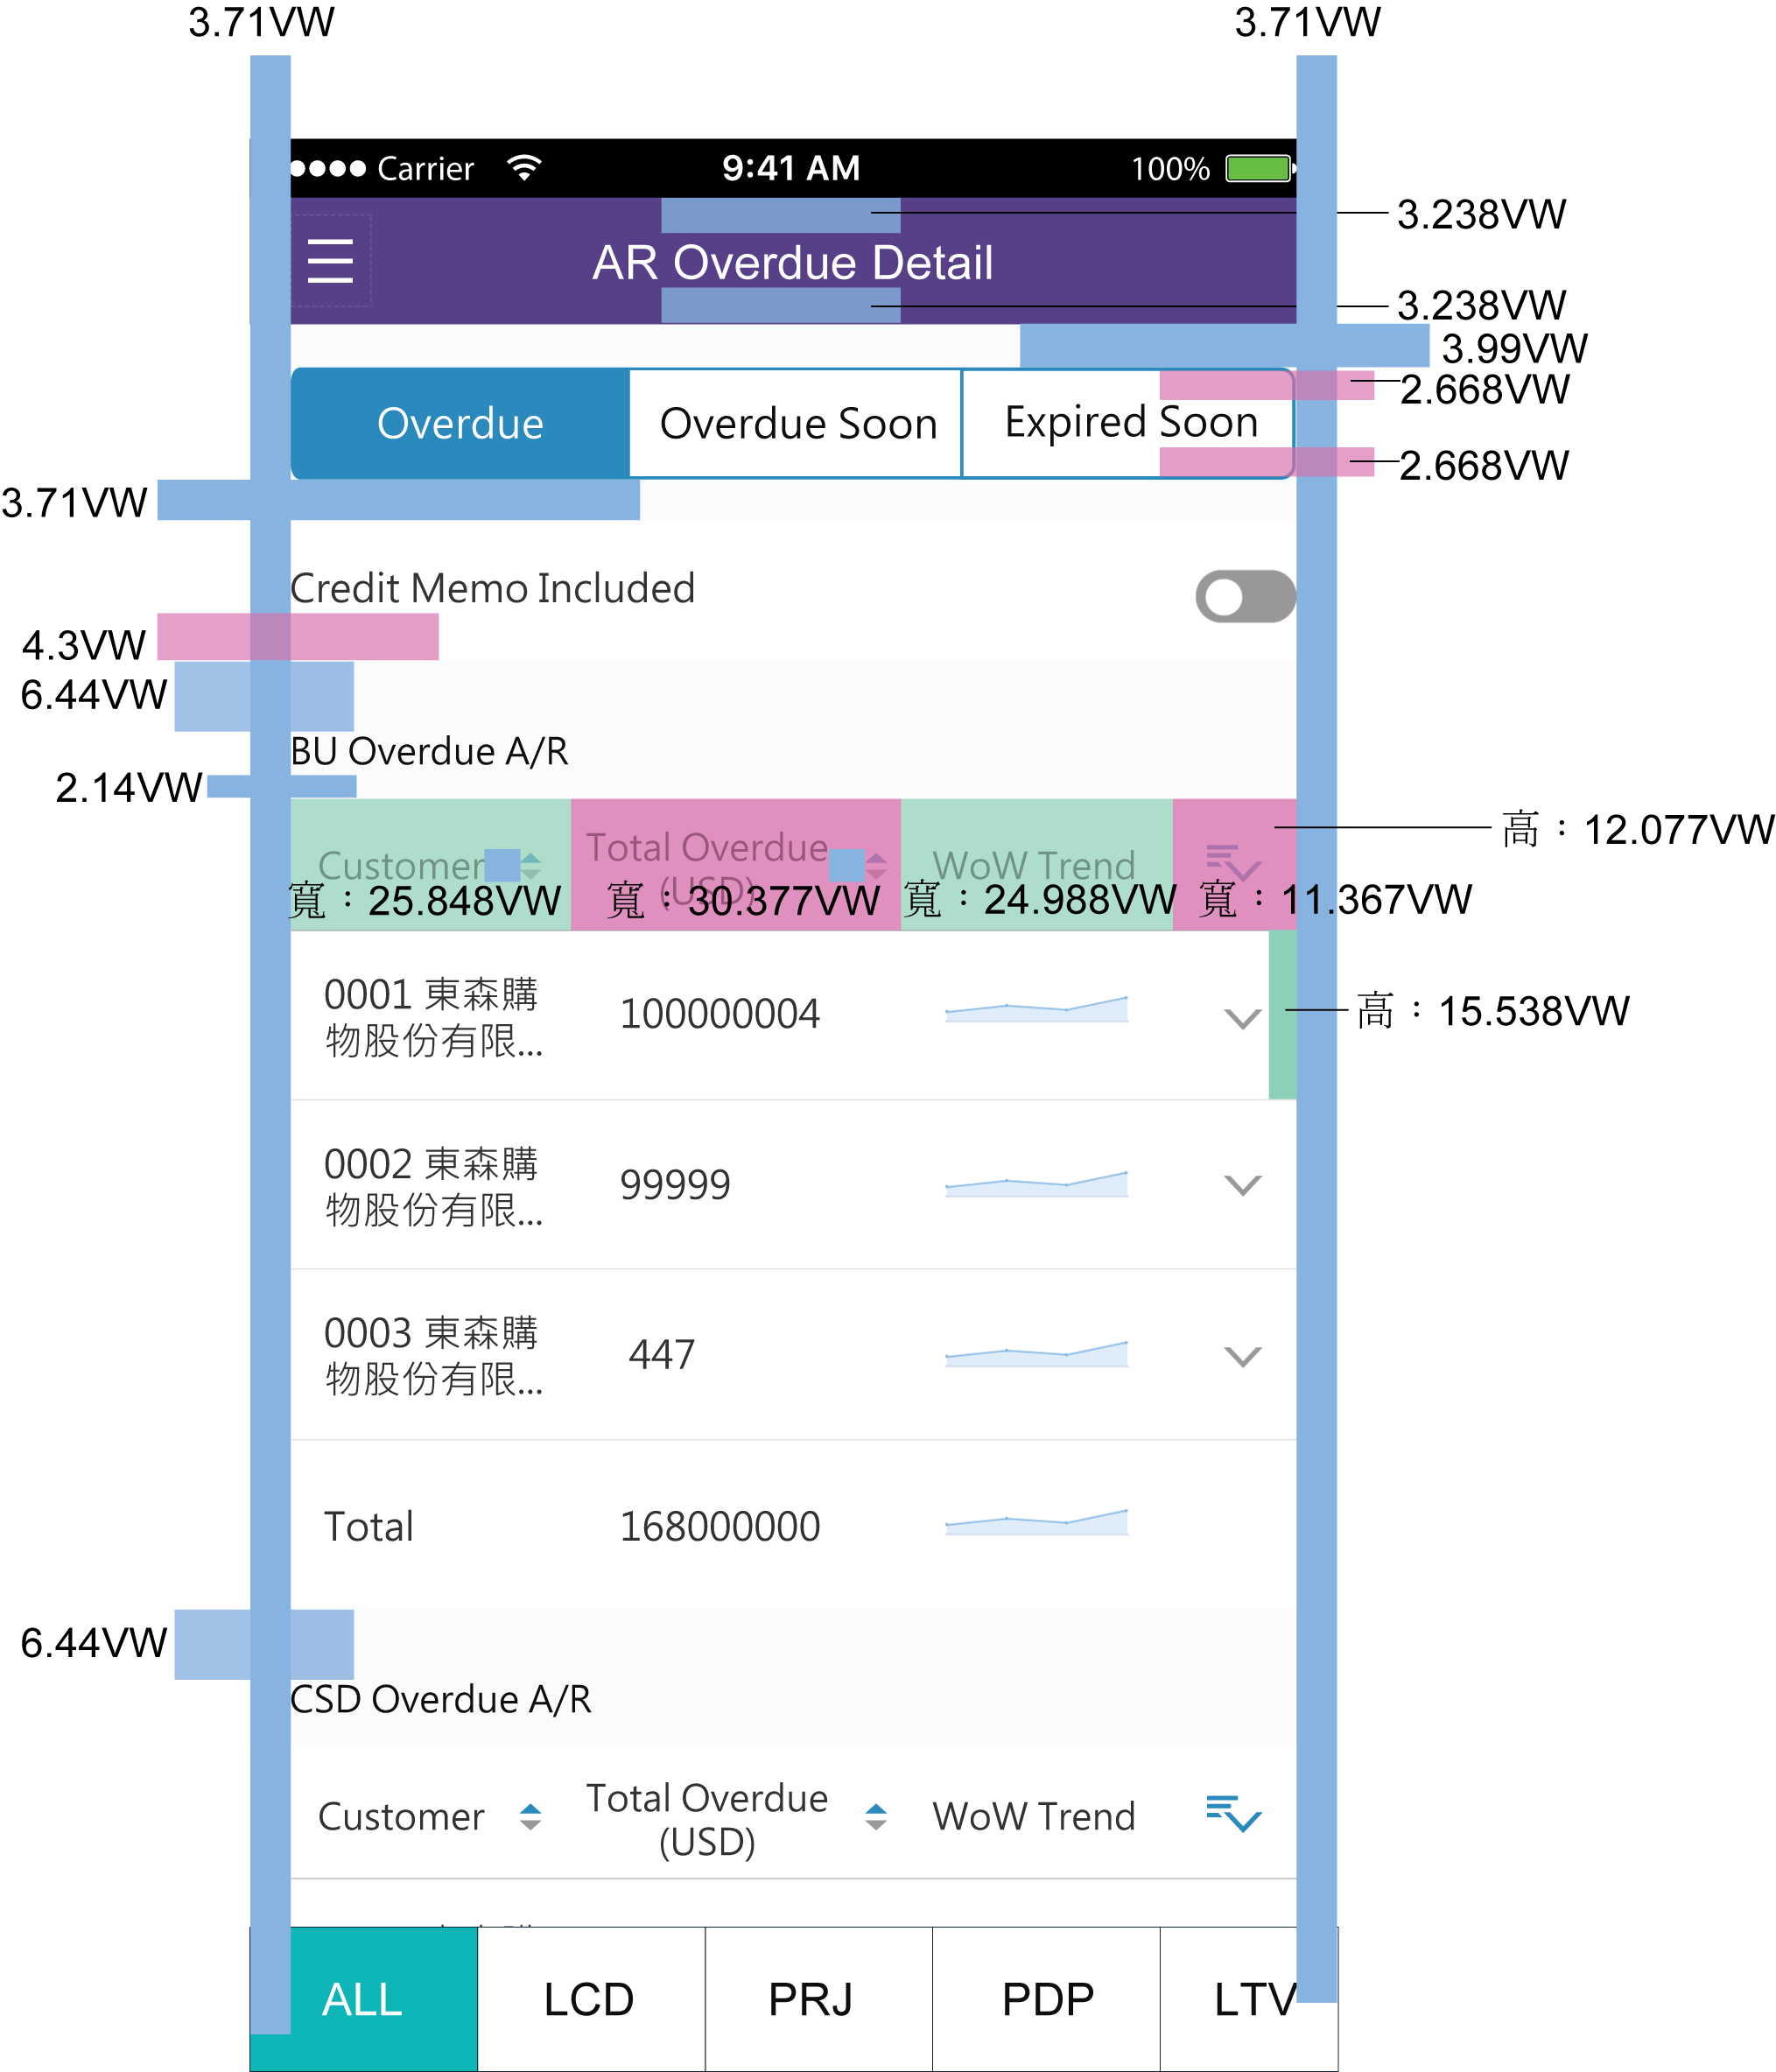 3.71VW 3.71VW
Carrier 9:41 AM 100%
3.238VW
AR Overdue Detail
3.238VW
3.99VW
2.668VW
Overdue Overdue Soon Expired Soon
2.668VW
3.71VW
Credit Memo Included
4.3VW
6.44VW
BU Overdue A/R
2.14VW
高：12.077VW
Customer Total Overdue (USD) WoW Trend
寬：25.848VW 寬：30.377VW 寬：24.988VW 寬：11.367VW
0001 東森購
物股份有限...
100000004
高：15.538VW
0002 東森購
物股份有限...
99999
0003 東森購
物股份有限...
447
Total 168000000
6.44VW
CSD Overdue A/R
Customer Total Overdue (USD) WoW Trend
ALL LCD PRJ PDP LTV